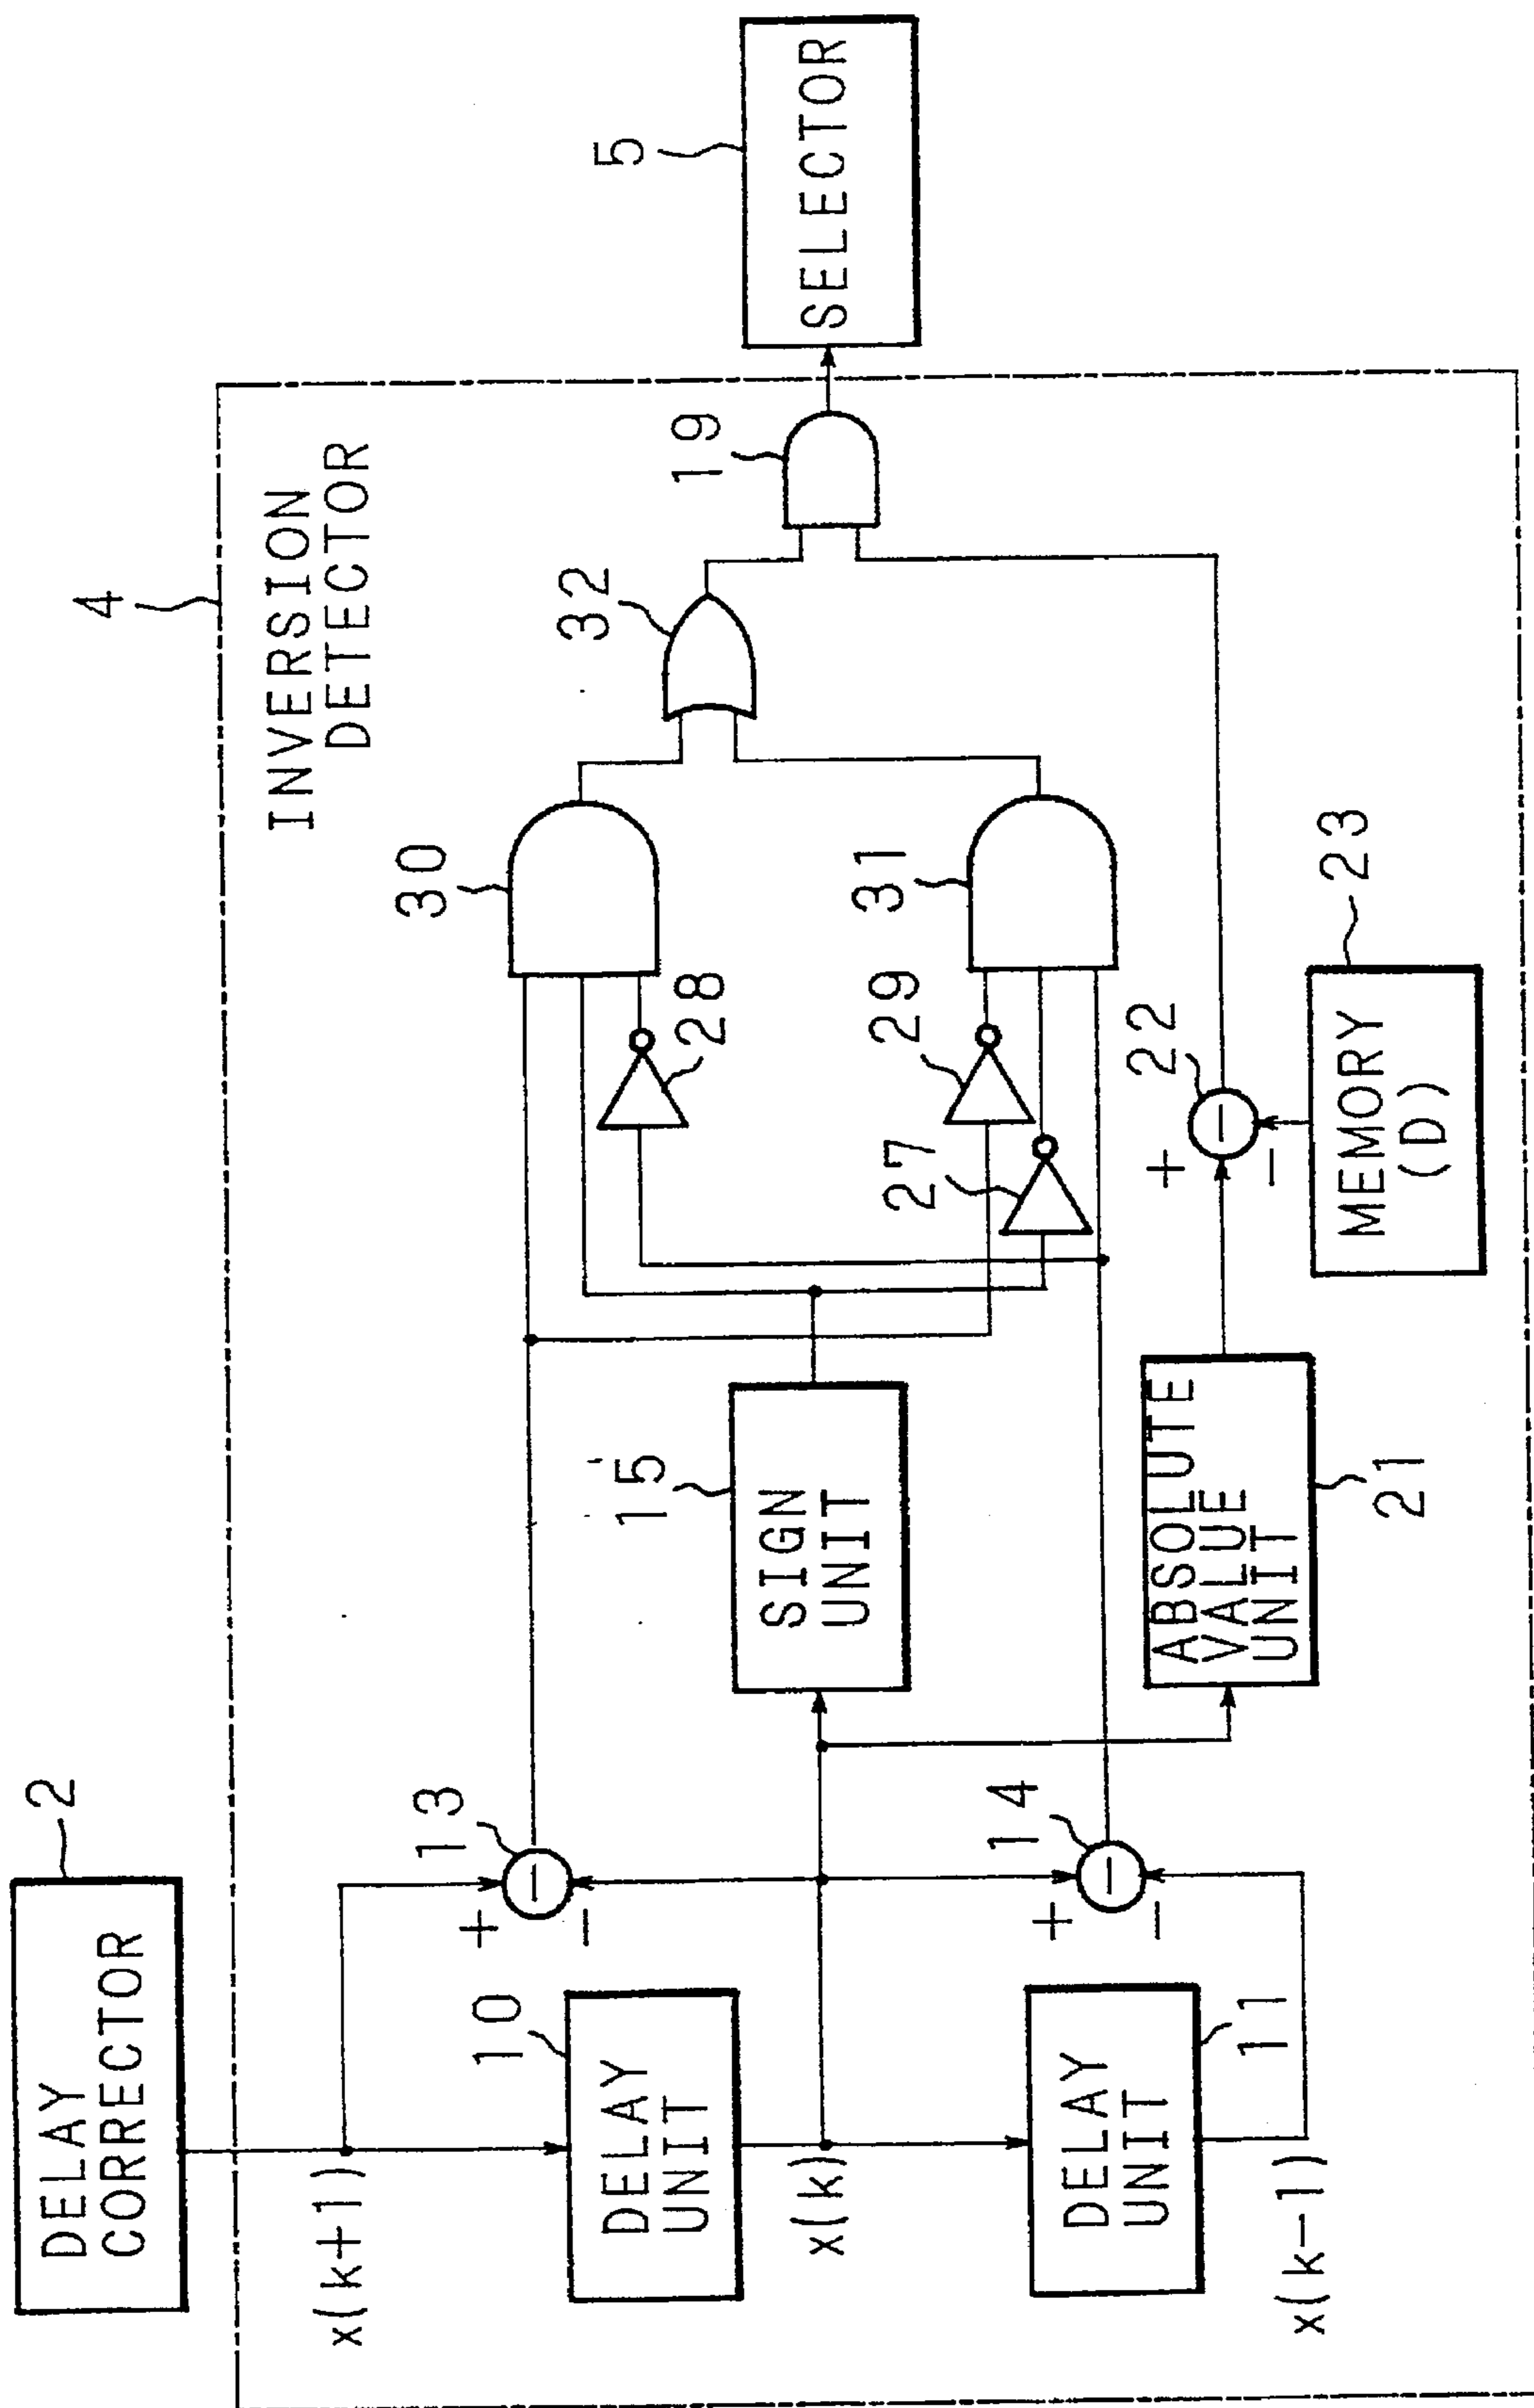 DELAY
CORRECTOR
2
4
INVERSION
DETECTOR
x(k+1)
+
−
−
13
10
DELAY
UNIT
x(k)
+
−
−
14
DELAY
UNIT
11
x(k−1)
15
SIGN
UNIT
ABSOLUTE
VALUE
UNIT
21
30
28
29
27
31
+
−
−
22
MEMORY
(D)
23
32
19
5
SELECTOR